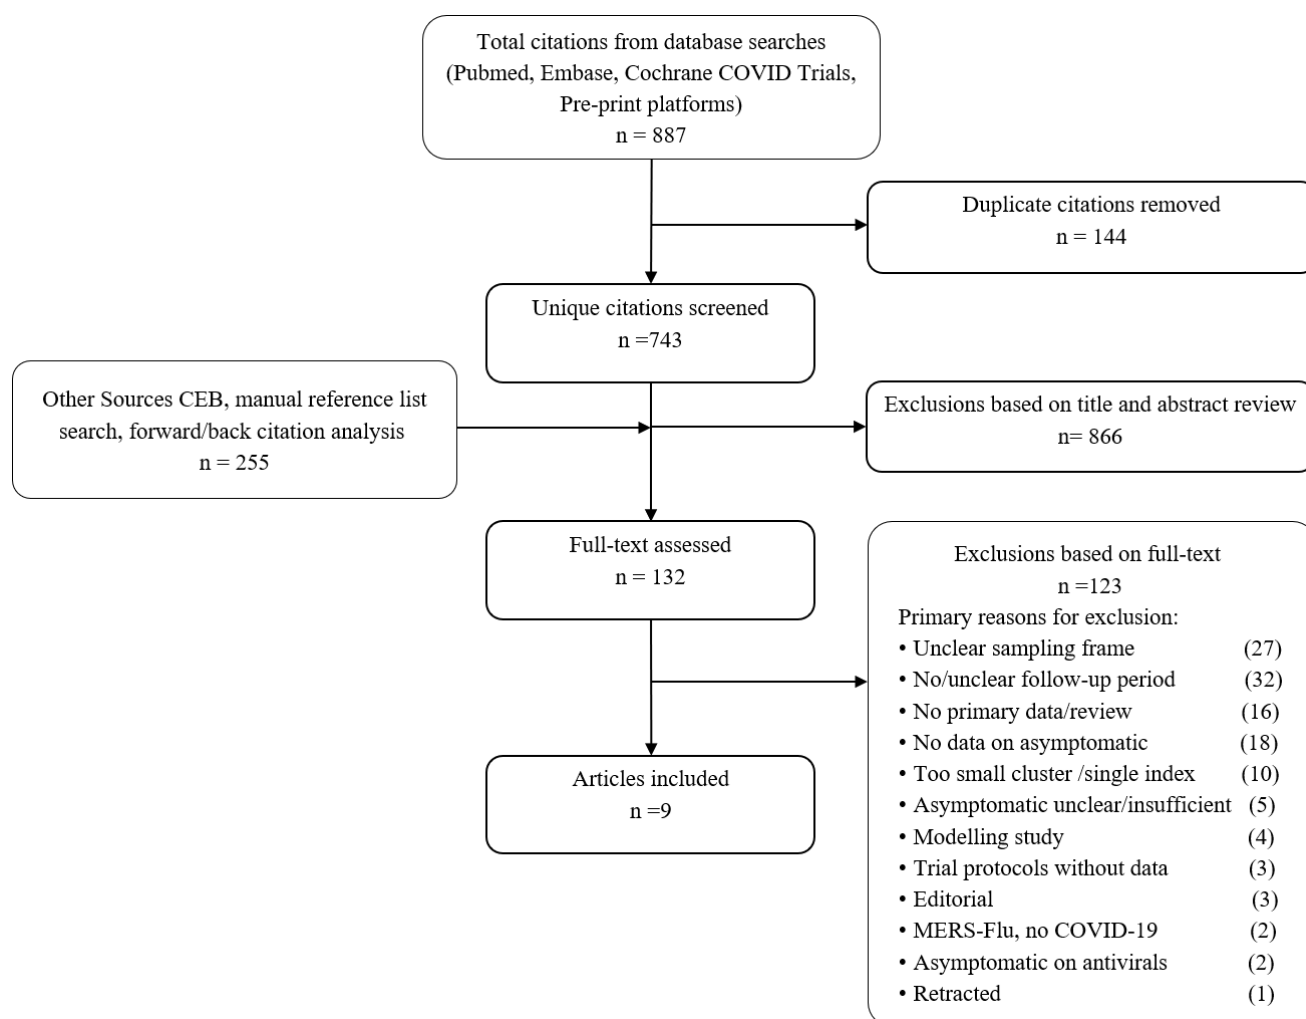 Total citations from database searches
(Pubmed, Embase, Cochrane COVID Trials,
Pre-print platforms)
n = 887
Duplicate citations removed
n = 144
Unique citations screened
n =743
Other Sources CEB, manual reference list
search, forward/back citation analysis
n = 255
Exclusions based on title and abstract review
n= 866
Full-text assessed
n = 132
Exclusions based on full-text
n =123
Primary reasons for exclusion:
• Unclear sampling frame (27)
• No/unclear follow-up period (32)
• No primary data/review (16)
• No data on asymptomatic (18)
• Too small cluster /single index (10)
• Asymptomatic unclear/insufficient (5)
• Modelling study (4)
• Trial protocols without data (3)
• Editorial (3)
• MERS-Flu, no COVID-19 (2)
• Asymptomatic on antivirals (2)
• Retracted (1)
Articles included
n =9